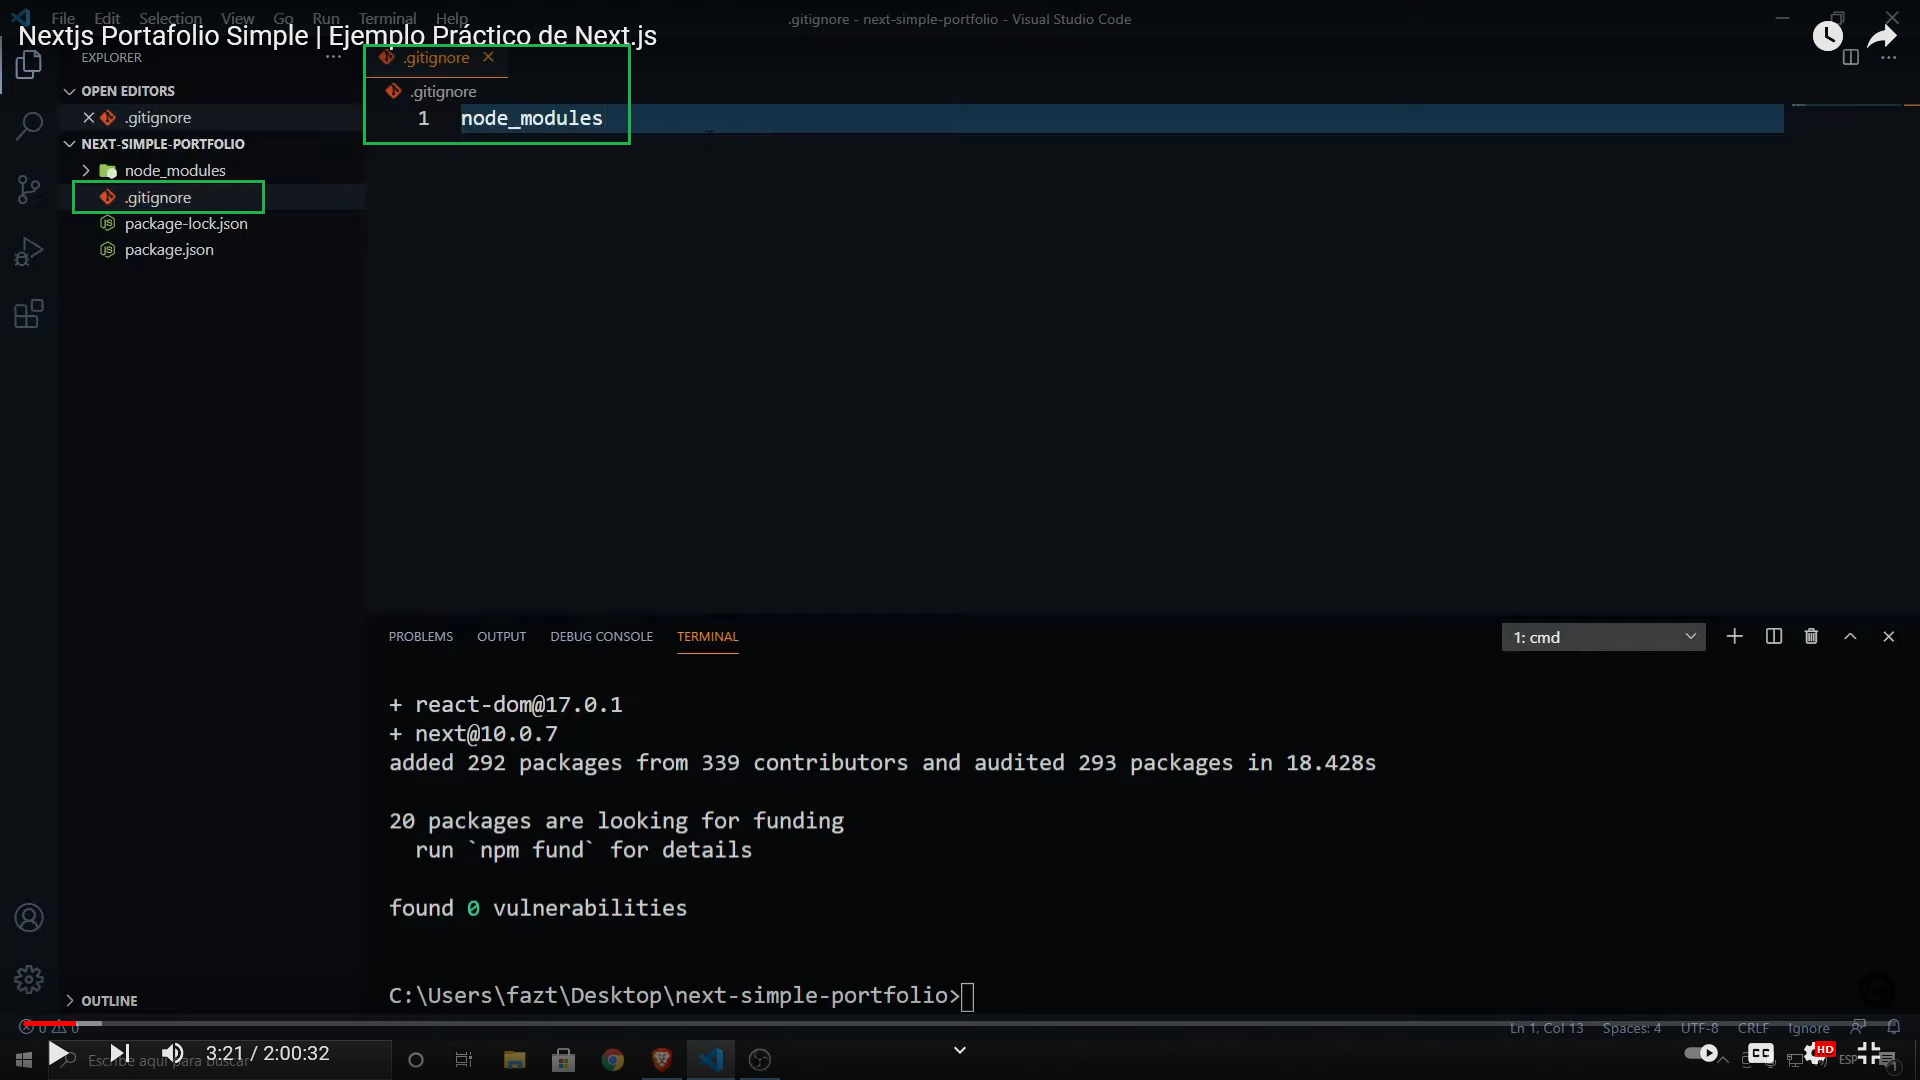 File Edit Selection View Go Run Terminal Help
.gitignore - next-simple-portfolio - Visual Studio Code
Nextjs Portafolio Simple | Ejemplo Práctico de Next.js
EXPLORER
OPEN EDITORS
.gitignore
NEXT-SIMPLE-PORTFOLIO
node_modules
.gitignore
package-lock.json
package.json
OUTLINE
.gitignore
.gitignore
1 node_modules
PROBLEMS OUTPUT DEBUG CONSOLE TERMINAL
1: cmd
+ react-dom@17.0.1
+ next@10.0.7
added 292 packages from 339 contributors and audited 293 packages in 18.428s
20 packages are looking for funding
run `npm fund` for details
found 0 vulnerabilities
C:\Users\fazt\Desktop\next-simple-portfolio>
0 0
Ln 1, Col 13 Spaces: 4 UTF-8 CRLF Ignore
Escribe aquí para buscar
3:21 / 2:00:32
CC HD ESP
1